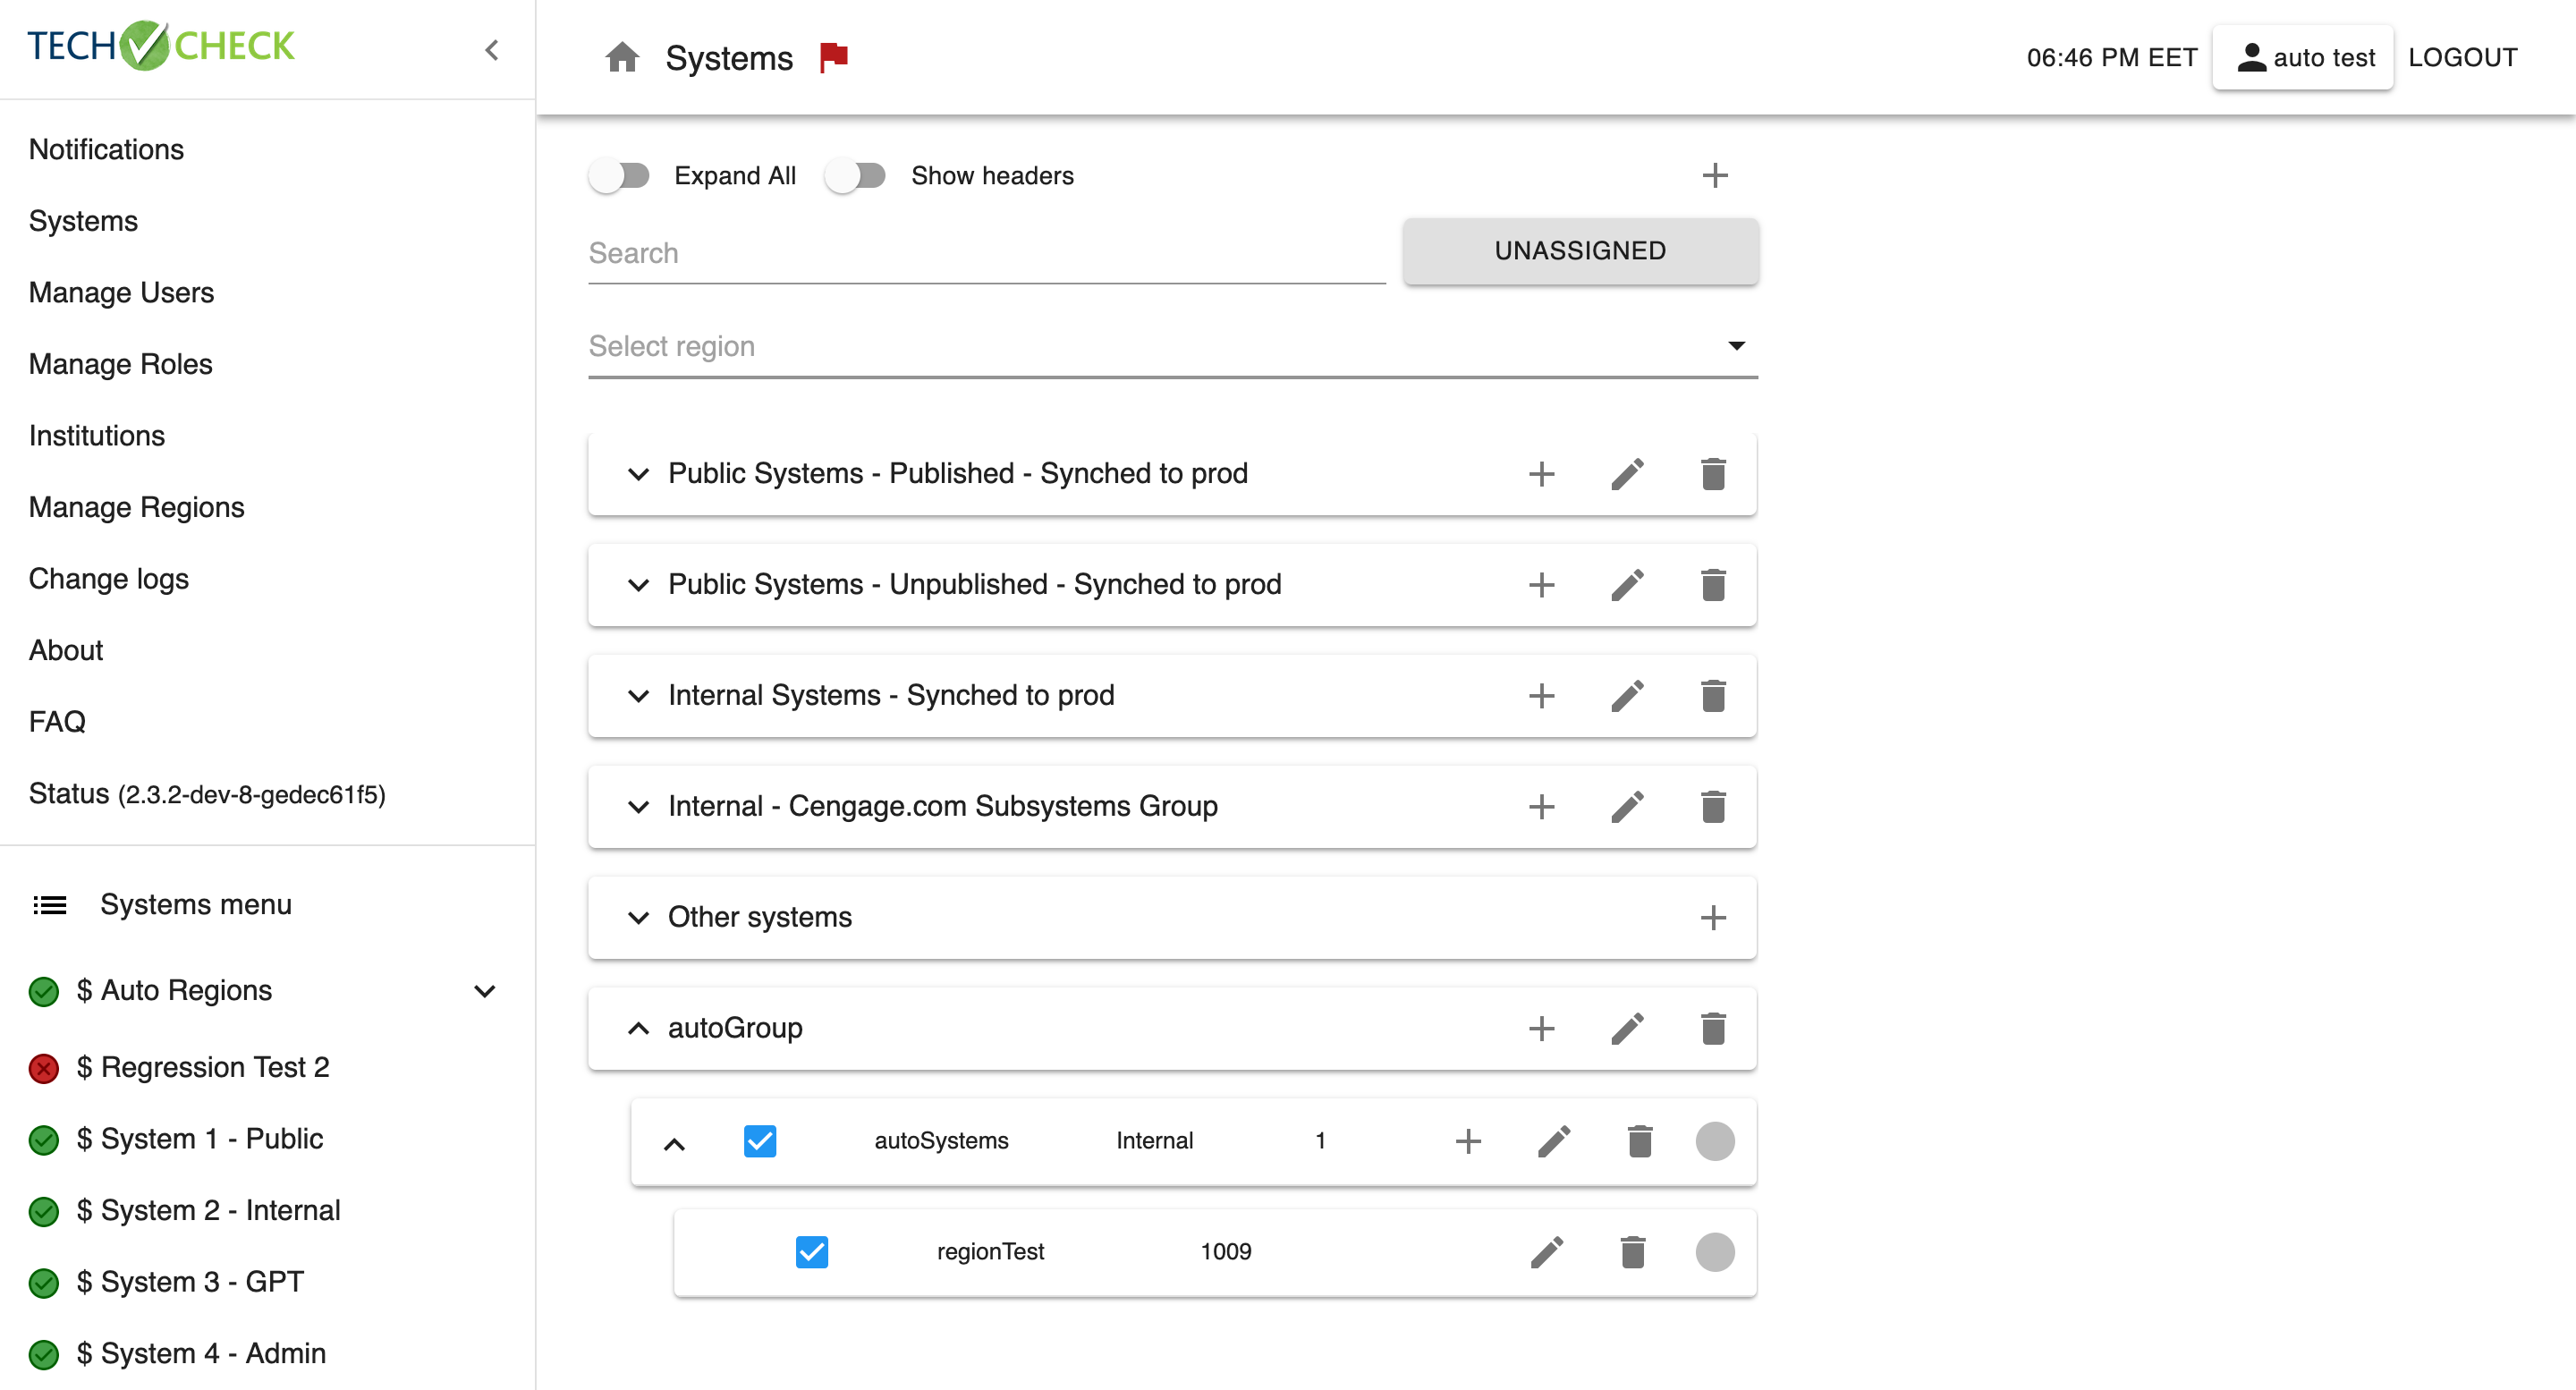 TECH CHECK
Notifications
Systems
Manage Users
Manage Roles
Institutions
Manage Regions
Change logs
About
FAQ
Status (2.3.2-dev-8-gedec61f5)
Systems menu
$ Auto Regions
$ Regression Test 2
$ System 1 - Public
$ System 2 - Internal
$ System 3 - GPT
$ System 4 - Admin
Systems
06:46 PM EET auto test LOGOUT
Expand All Show headers
Search UNASSIGNED
Select region
Public Systems - Published - Synched to prod
Public Systems - Unpublished - Synched to prod
Internal Systems - Synched to prod
Internal - Cengage.com Subsystems Group
Other systems
autoGroup
autoSystems Internal 1
regionTest 1009